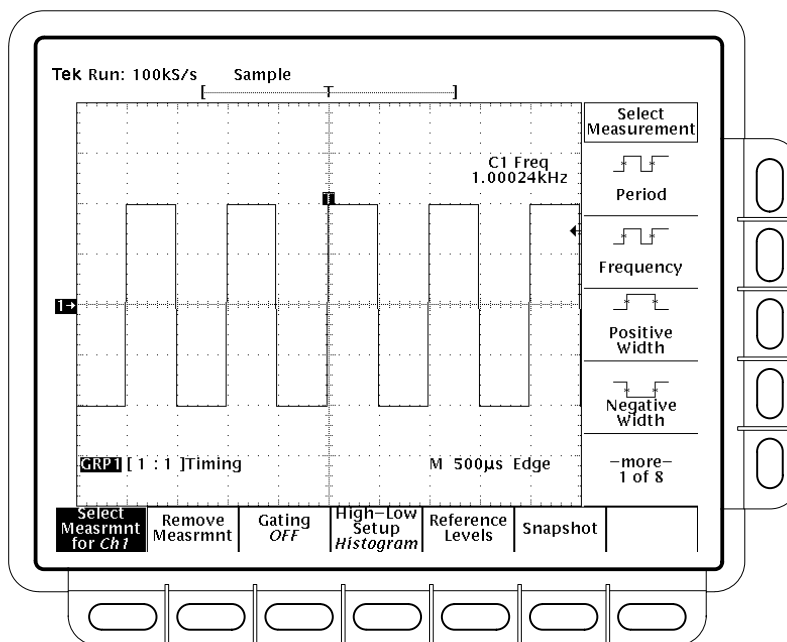 Tek Run: 100kS/s Sample
[ T ]
Select
Measurement
C1 Freq
1.00024kHz
Period
T
Frequency
1→
Positive
Width
Negative
Width
GRP1 [ 1 : 1 ]Timing M 500µs Edge
–more–
1 of 8
Select
Measrmnt
for Ch1
Remove
Measrmnt
Gating
OFF
High–Low
Setup
Histogram
Reference
Levels
Snapshot